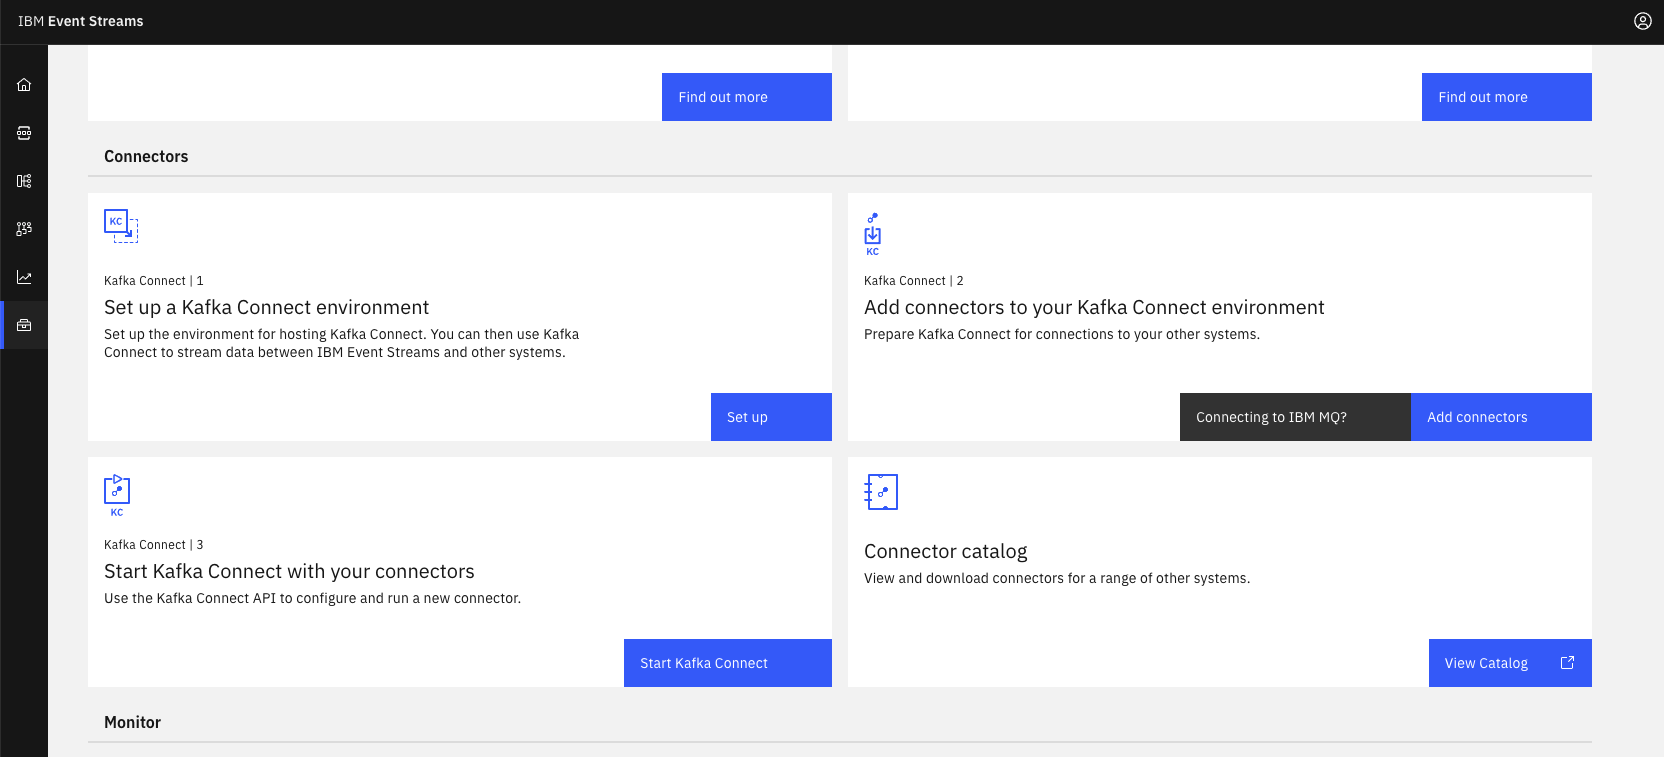 IBM Event Streams
Find out more
Find out more
Connectors
KC
Kafka Connect | 1
Set up a Kafka Connect environment
Set up the environment for hosting Kafka Connect. You can then use Kafka
Connect to stream data between IBM Event Streams and other systems.
Set up
KC
Kafka Connect | 2
Add connectors to your Kafka Connect environment
Prepare Kafka Connect for connections to your other systems.
Connecting to IBM MQ?
Add connectors
KC
Kafka Connect | 3
Start Kafka Connect with your connectors
Use the Kafka Connect API to configure and run a new connector.
Start Kafka Connect
Connector catalog
View and download connectors for a range of other systems.
View Catalog
Monitor